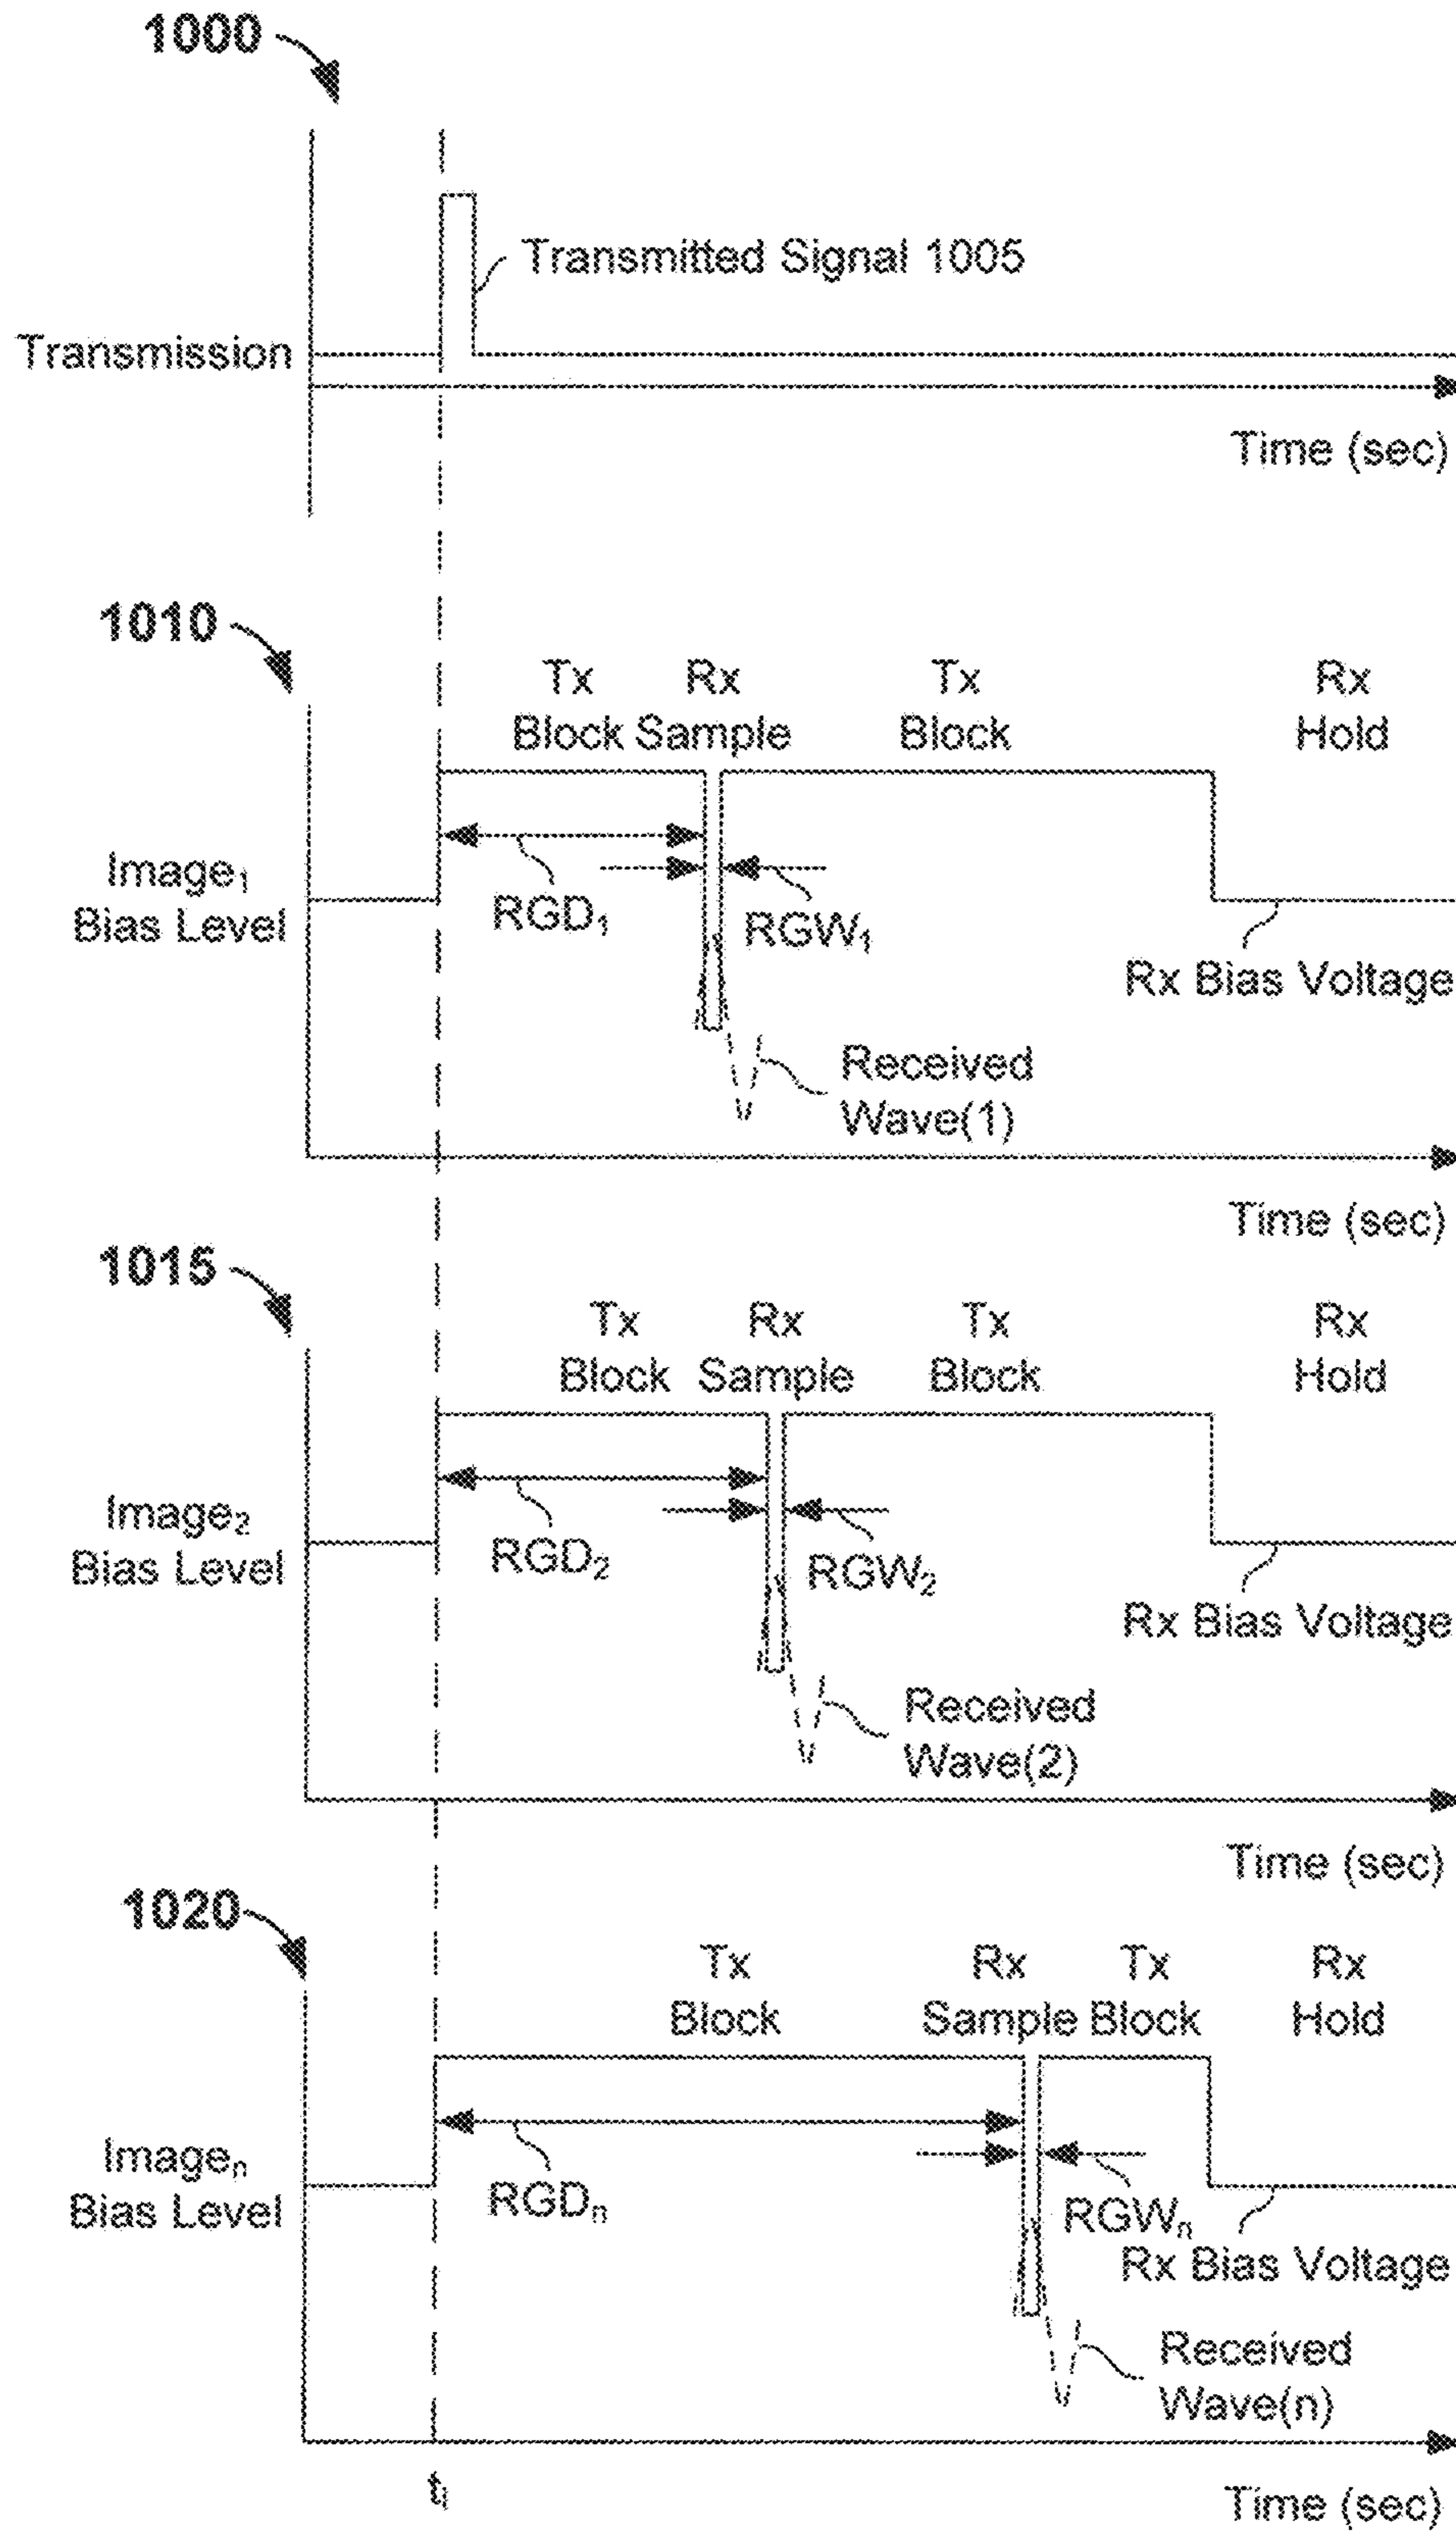 1000
Transmitted Signal 1005
Transmission
Time (sec)
1010
Tx Rx Tx Rx
Block Sample Block Hold
Image₁
Bias Level
RGD₁
RGW₁
Rx Bias Voltage
Received
Wave(1)
Time (sec)
1015
Tx Rx Tx Rx
Block Sample Block Hold
Image₂
Bias Level
RGD₂
RGW₂
Rx Bias Voltage
Received
Wave(2)
Time (sec)
1020
Tx Rx Tx Rx
Block Sample Block Hold
Imageₙ
Bias Level
RGDₙ
RGWₙ
Rx Bias Voltage
Received
Wave(n)
tᵢ
Time (sec)